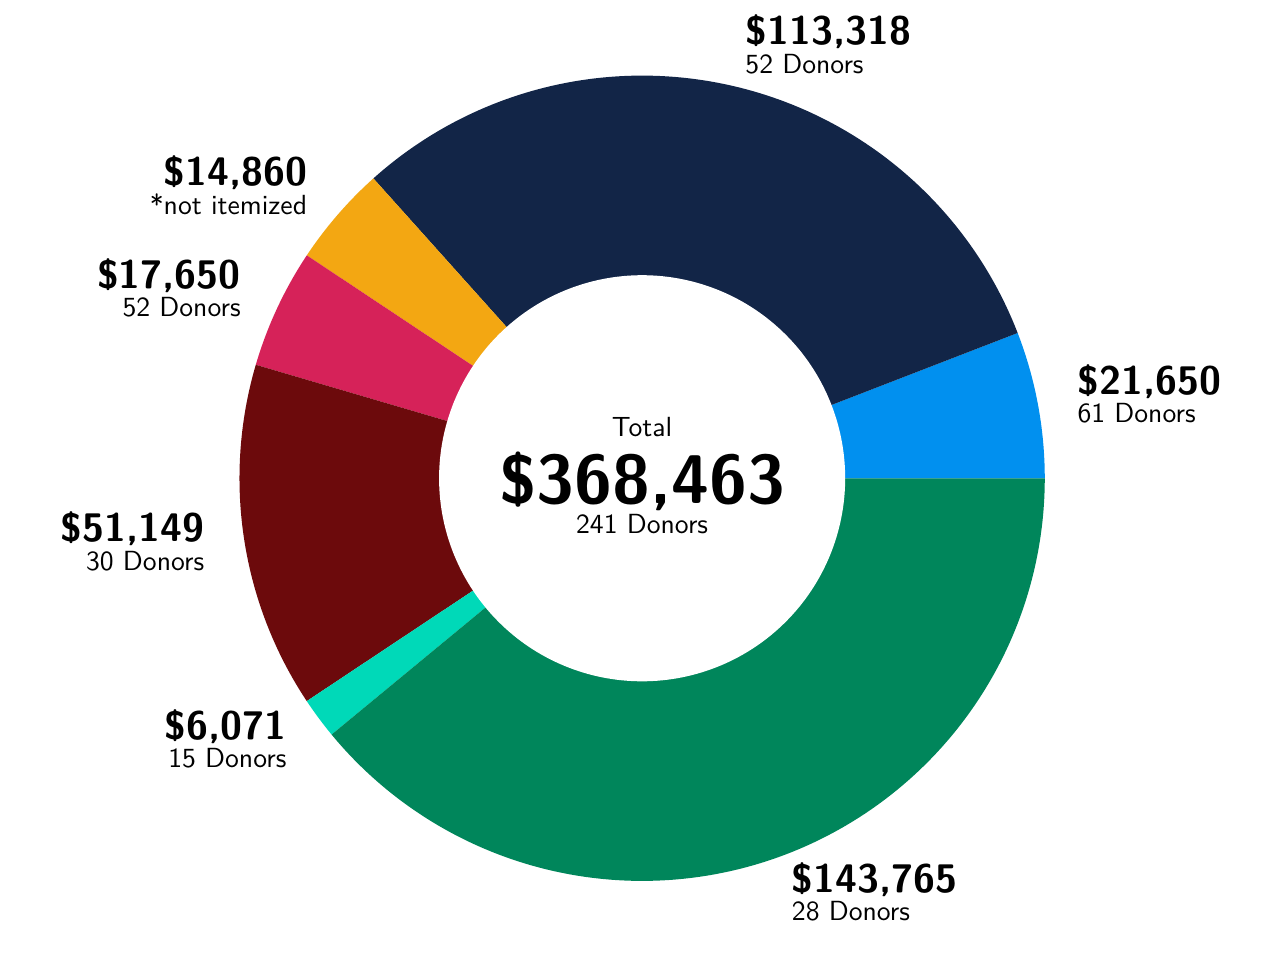 $113,318
52 Donors
$14,860
*not itemized
$17,650
52 Donors
$21,650
61 Donors
Total
$368,463
241 Donors
$51,149
30 Donors
$6,071
15 Donors
$143,765
28 Donors